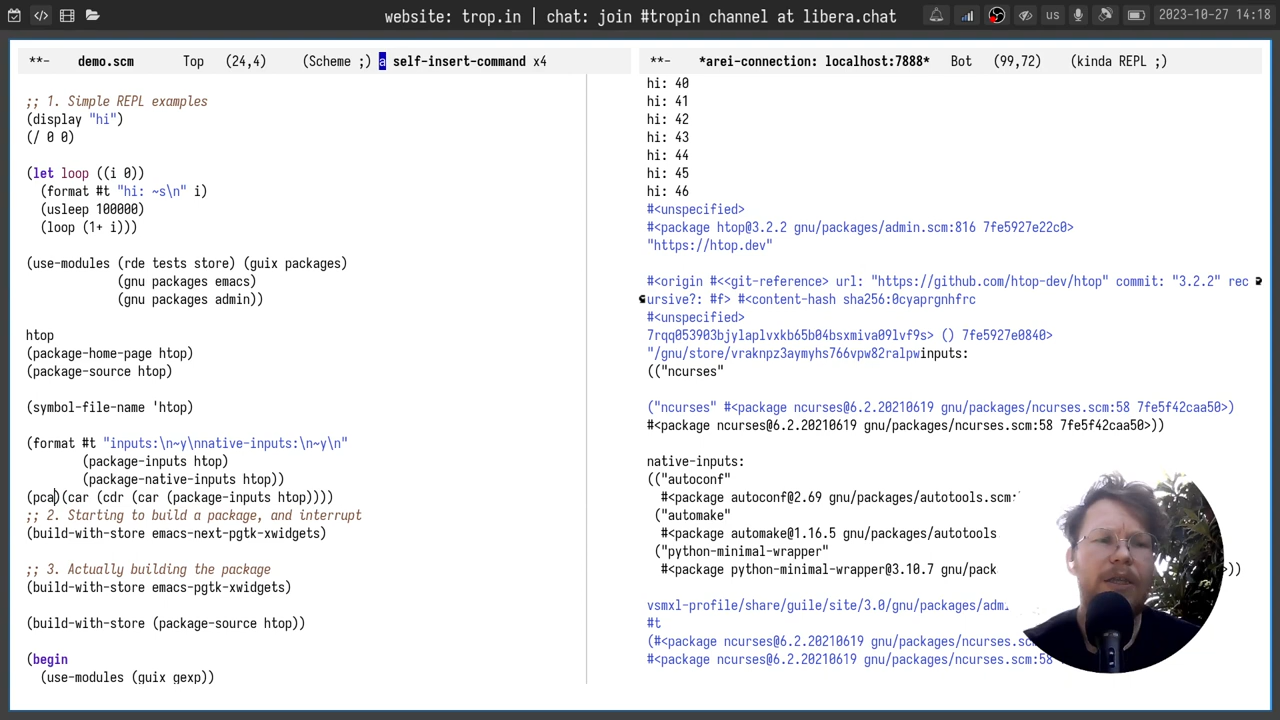 website: trop.in | chat: join #tropin channel at libera.chat
us
2023-10-27 14:18
**- demo.scm Top (24,4) (Scheme ;) a self-insert-command x4
;; 1. Simple REPL examples
(display "hi")
(/ 0 0)
(let loop ((i 0))
(format #t "hi: ~s\n" i)
(usleep 100000)
(loop (1+ i)))
(use-modules (rde tests store) (guix packages)
(gnu packages emacs)
(gnu packages admin))
htop
(package-home-page htop)
(package-source htop)
(symbol-file-name 'htop)
(format #t "inputs:\n~y\nnative-inputs:\n~y\n"
(package-inputs htop)
(package-native-inputs htop))
(pca)(car (cdr (car (package-inputs htop))))
;; 2. Starting to build a package, and interrupt
(build-with-store emacs-next-pgtk-xwidgets)
;; 3. Actually building the package
(build-with-store emacs-pgtk-xwidgets)
(build-with-store (package-source htop))
(begin
(use-modules (guix gexp))
**- *arei-connection: localhost:7888* Bot (99,72) (kinda REPL ;)
hi: 40
hi: 41
hi: 42
hi: 43
hi: 44
hi: 45
hi: 46
#<unspecified>
#<package htop@3.2.2 gnu/packages/admin.scm:816 7fe5927e22c0>
"https://htop.dev"
#<origin #<<git-reference> url: "https://github.com/htop-dev/htop" commit: "3.2.2" rec
ursive?: #f> #<content-hash sha256:0cyaprgnhfrc
#<unspecified>
7rqq053903bjylaplvxkb65b04bsxmiva09lvf9s> () 7fe5927e0840>
"/gnu/store/vraknpz3aymyhs766vpw82ralpwinputs:
(("ncurses"
("ncurses" #<package ncurses@6.2.20210619 gnu/packages/ncurses.scm:58 7fe5f42caa50>)
#<package ncurses@6.2.20210619 gnu/packages/ncurses.scm:58 7fe5f42caa50>))
native-inputs:
(("autoconf"
#<package autoconf@2.69 gnu/packages/autotools.scm:
("automake"
#<package automake@1.16.5 gnu/packages/autotools
("python-minimal-wrapper"
#<package python-minimal-wrapper@3.10.7 gnu/pack >))
vsmxl-profile/share/guile/site/3.0/gnu/packages/adm
#t
(#<package ncurses@6.2.20210619 gnu/packages/ncurses.sc
#<package ncurses@6.2.20210619 gnu/packages/ncurses.scm:58